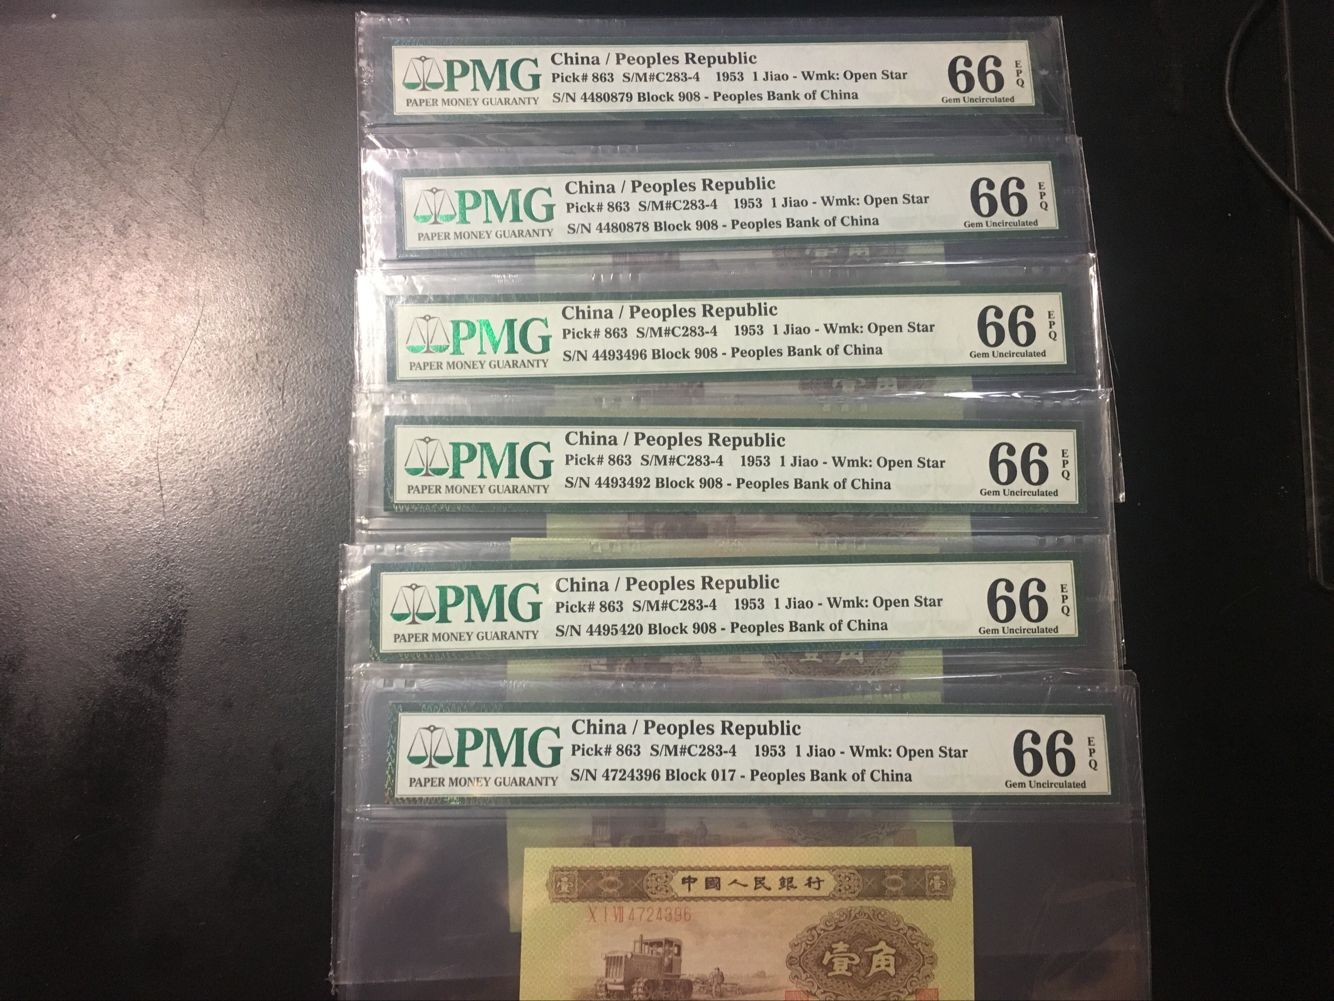 PMG
PAPER MONEY GUARANTY
China / Peoples Republic
Pick# 863 S/M#C283-4 1953 1 Jiao - Wmk: Open Star
S/N 4480879 Block 908 - Peoples Bank of China
66 EPQ
Gem Uncirculated
PMG
PAPER MONEY GUARANTY
China / Peoples Republic
Pick# 863 S/M#C283-4 1953 1 Jiao - Wmk: Open Star
S/N 4480878 Block 908 - Peoples Bank of China
66 EPQ
Gem Uncirculated
壹角
PMG
PAPER MONEY GUARANTY
China / Peoples Republic
Pick# 863 S/M#C283-4 1953 1 Jiao - Wmk: Open Star
S/N 4493496 Block 908 - Peoples Bank of China
66 EPQ
Gem Uncirculated
壹角
PMG
PAPER MONEY GUARANTY
China / Peoples Republic
Pick# 863 S/M#C283-4 1953 1 Jiao - Wmk: Open Star
S/N 4493492 Block 908 - Peoples Bank of China
66 EPQ
Gem Uncirculated
PMG
PAPER MONEY GUARANTY
China / Peoples Republic
Pick# 863 S/M#C283-4 1953 1 Jiao - Wmk: Open Star
S/N 4495420 Block 908 - Peoples Bank of China
66 EPQ
Gem Uncirculated
壹角
PMG
PAPER MONEY GUARANTY
China / Peoples Republic
Pick# 863 S/M#C283-4 1953 1 Jiao - Wmk: Open Star
S/N 4724396 Block 017 - Peoples Bank of China
66 EPQ
Gem Uncirculated
壹 中國人民銀行 壹
X I VII 4724396
壹角